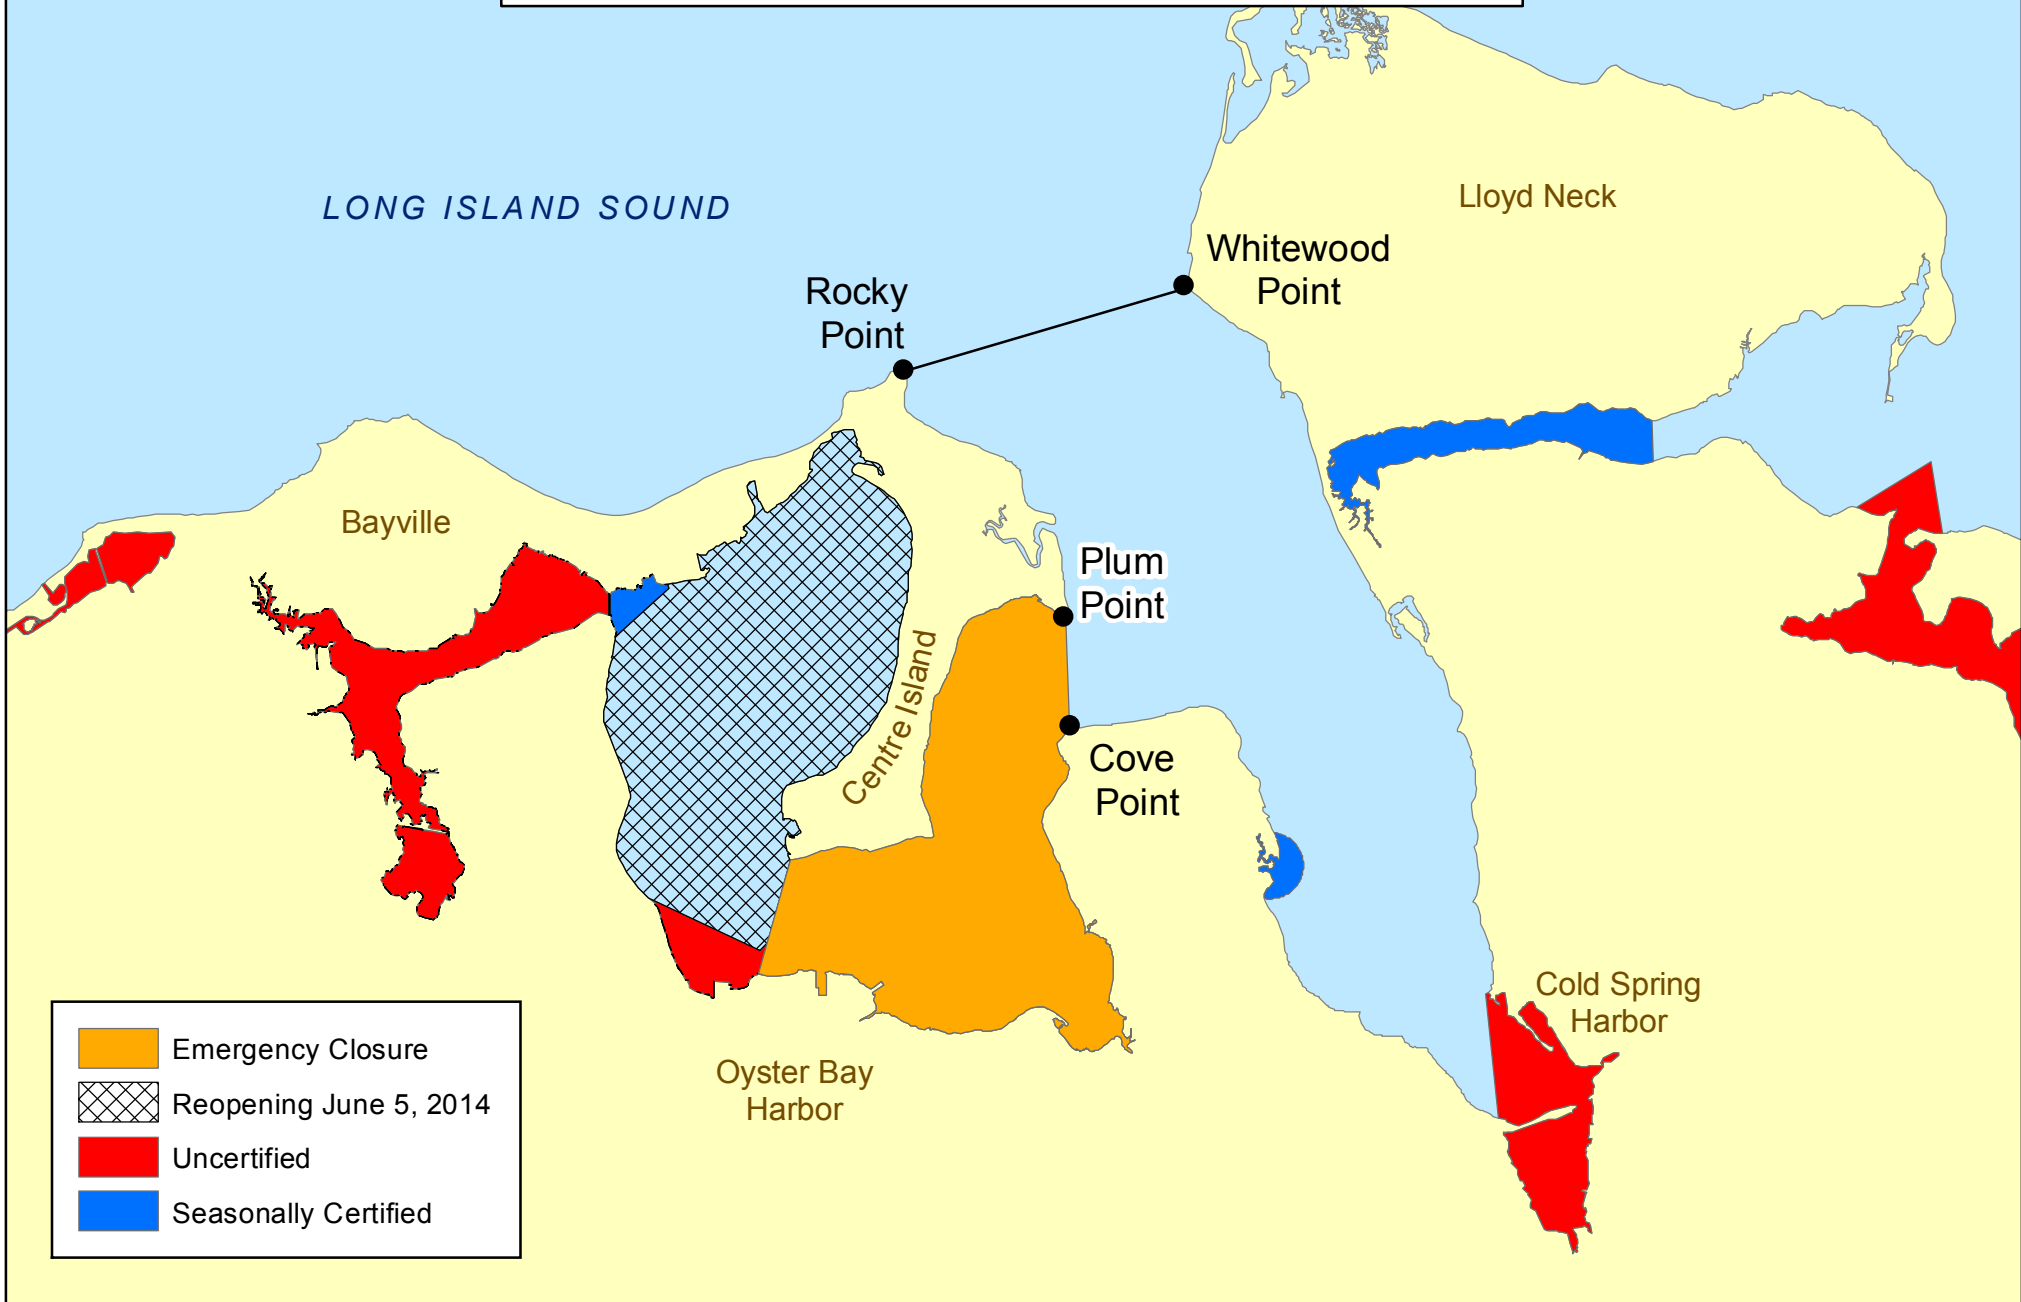 LONG ISLAND SOUND
Lloyd Neck
Whitewood
Point
Rocky
Point
Bayville
Plum
Point
Centre Island
Cove
Point
Cold Spring
Harbor
Oyster Bay
Harbor
Emergency Closure
Reopening June 5, 2014
Uncertified
Seasonally Certified